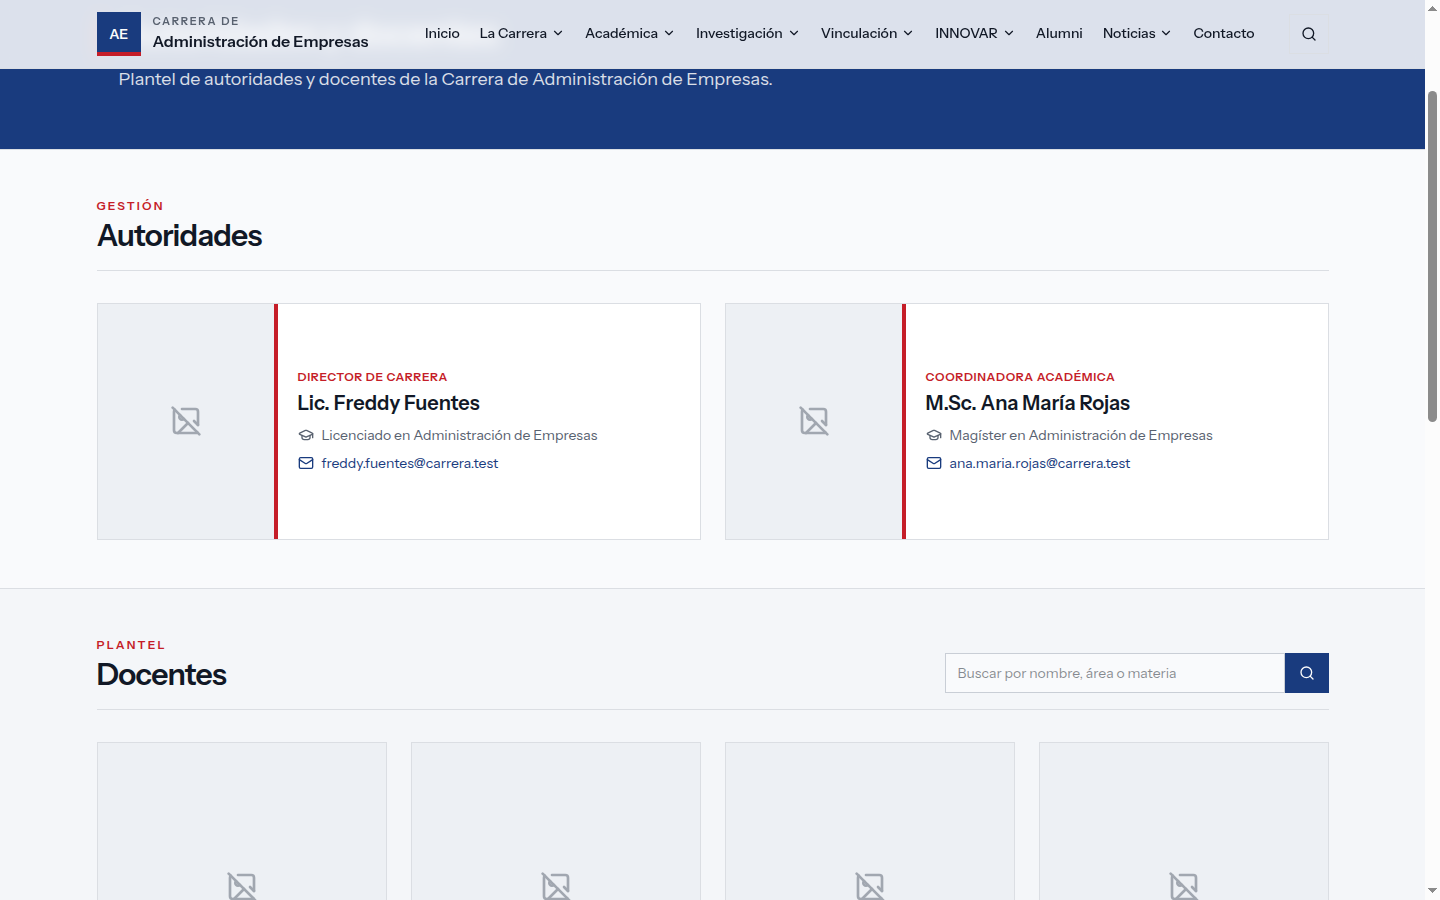 AE
CARRERA DE
Administración de Empresas
Inicio
La Carrera
Académica
Investigación
Vinculación
INNOVAR
Alumni
Noticias
Contacto
Plantel de autoridades y docentes de la Carrera de Administración de Empresas.
GESTIÓN
Autoridades
DIRECTOR DE CARRERA
Lic. Freddy Fuentes
Licenciado en Administración de Empresas
freddy.fuentes@carrera.test
COORDINADORA ACADÉMICA
M.Sc. Ana María Rojas
Magíster en Administración de Empresas
ana.maria.rojas@carrera.test
PLANTEL
Docentes
Buscar por nombre, área o materia